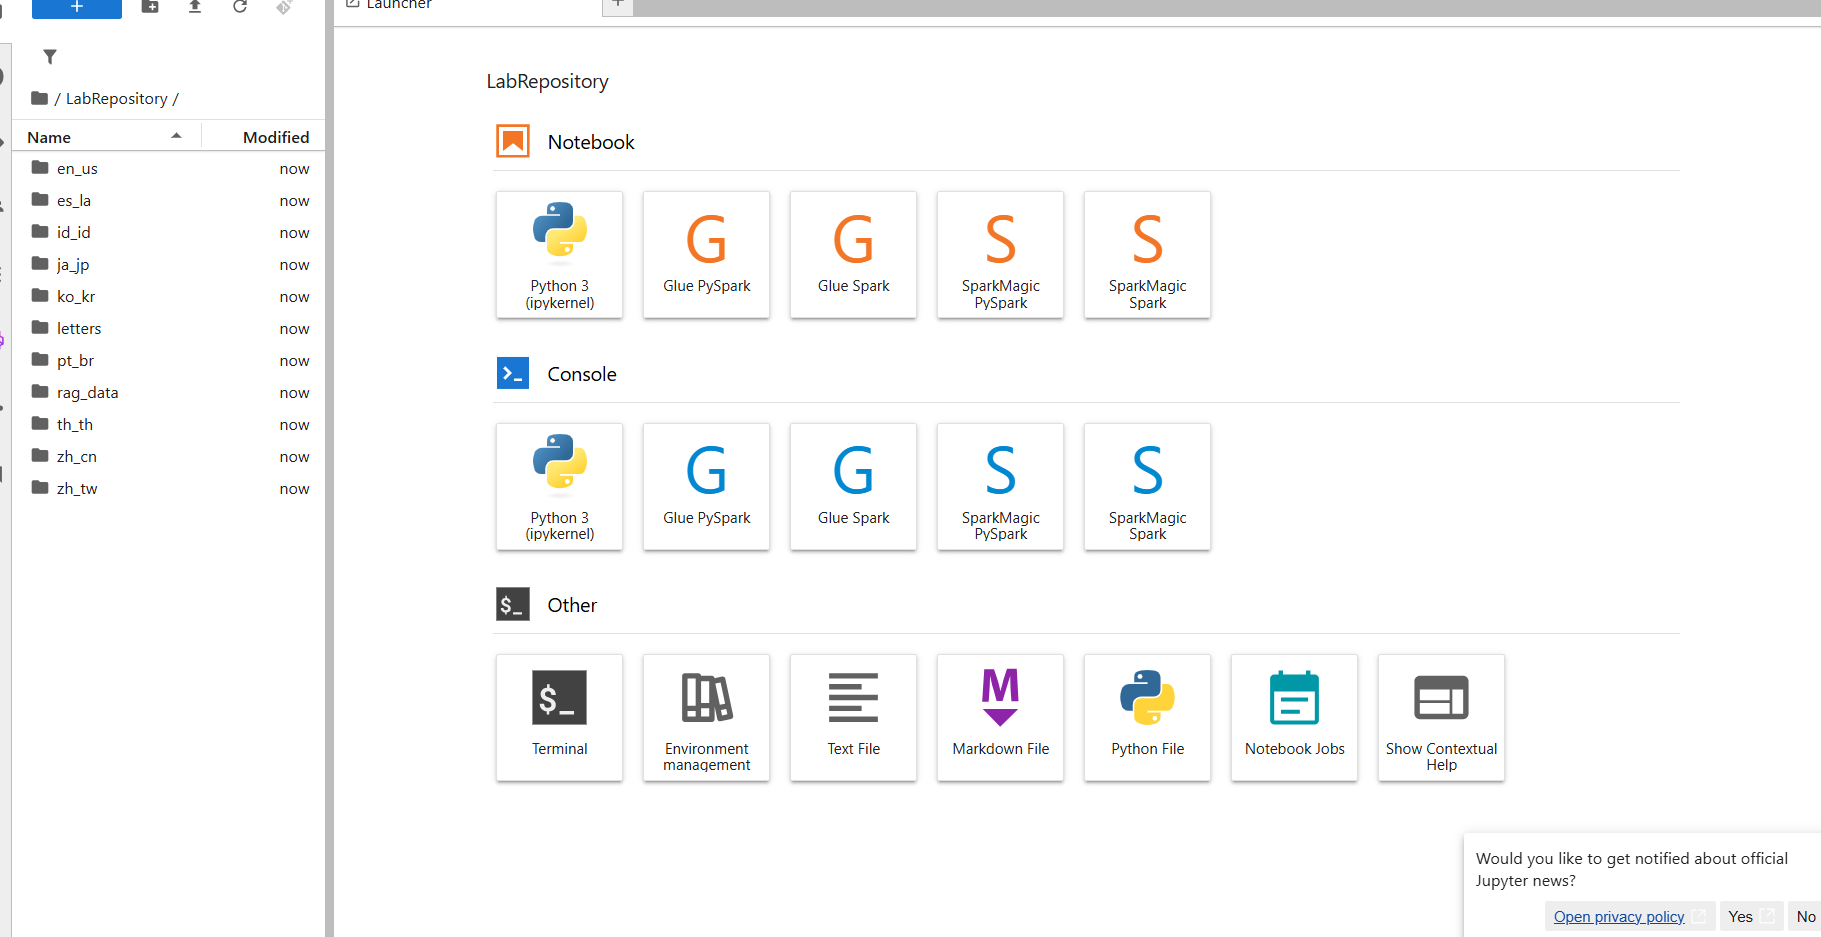 Launcher
/ LabRepository /
Name Modified
en_us now
es_la now
id_id now
ja_jp now
ko_kr now
letters now
pt_br now
rag_data now
th_th now
zh_cn now
zh_tw now
LabRepository
Notebook
Python 3
(ipykernel)
Glue PySpark
Glue Spark
SparkMagic
PySpark
SparkMagic
Spark
Console
Python 3
(ipykernel)
Glue PySpark
Glue Spark
SparkMagic
PySpark
SparkMagic
Spark
$_ Other
$_
Terminal
Environment
management
Text File
M
Markdown File
Python File
Notebook Jobs
Show Contextual
Help
Would you like to get notified about official
Jupyter news?
Open privacy policy Yes No